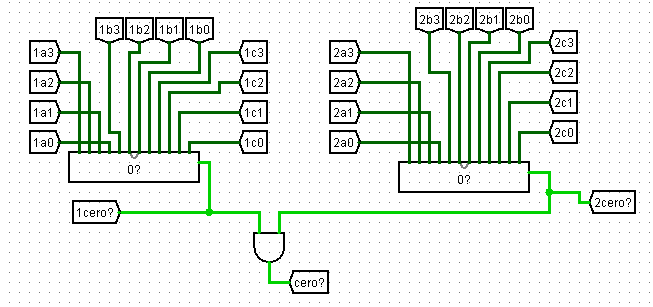 1b3 1b2 1b1 1b0
2b3 2b2 2b1 2b0
1a3
1c3
2a3
2c3
1a2
1c2
2a2
2c2
1a1
1c1
2a1
2c1
1a0
1c0
2a0
2c0
0?
0?
1cero?
2cero?
cero?